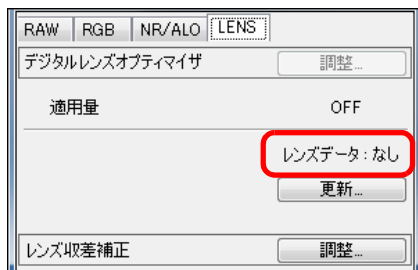 RAW RGB NR/ALO LENS
デジタルレンズオプティマイザ 調整...
適用量 OFF
レンズデータ：なし
更新...
レンズ収差補正 調整...